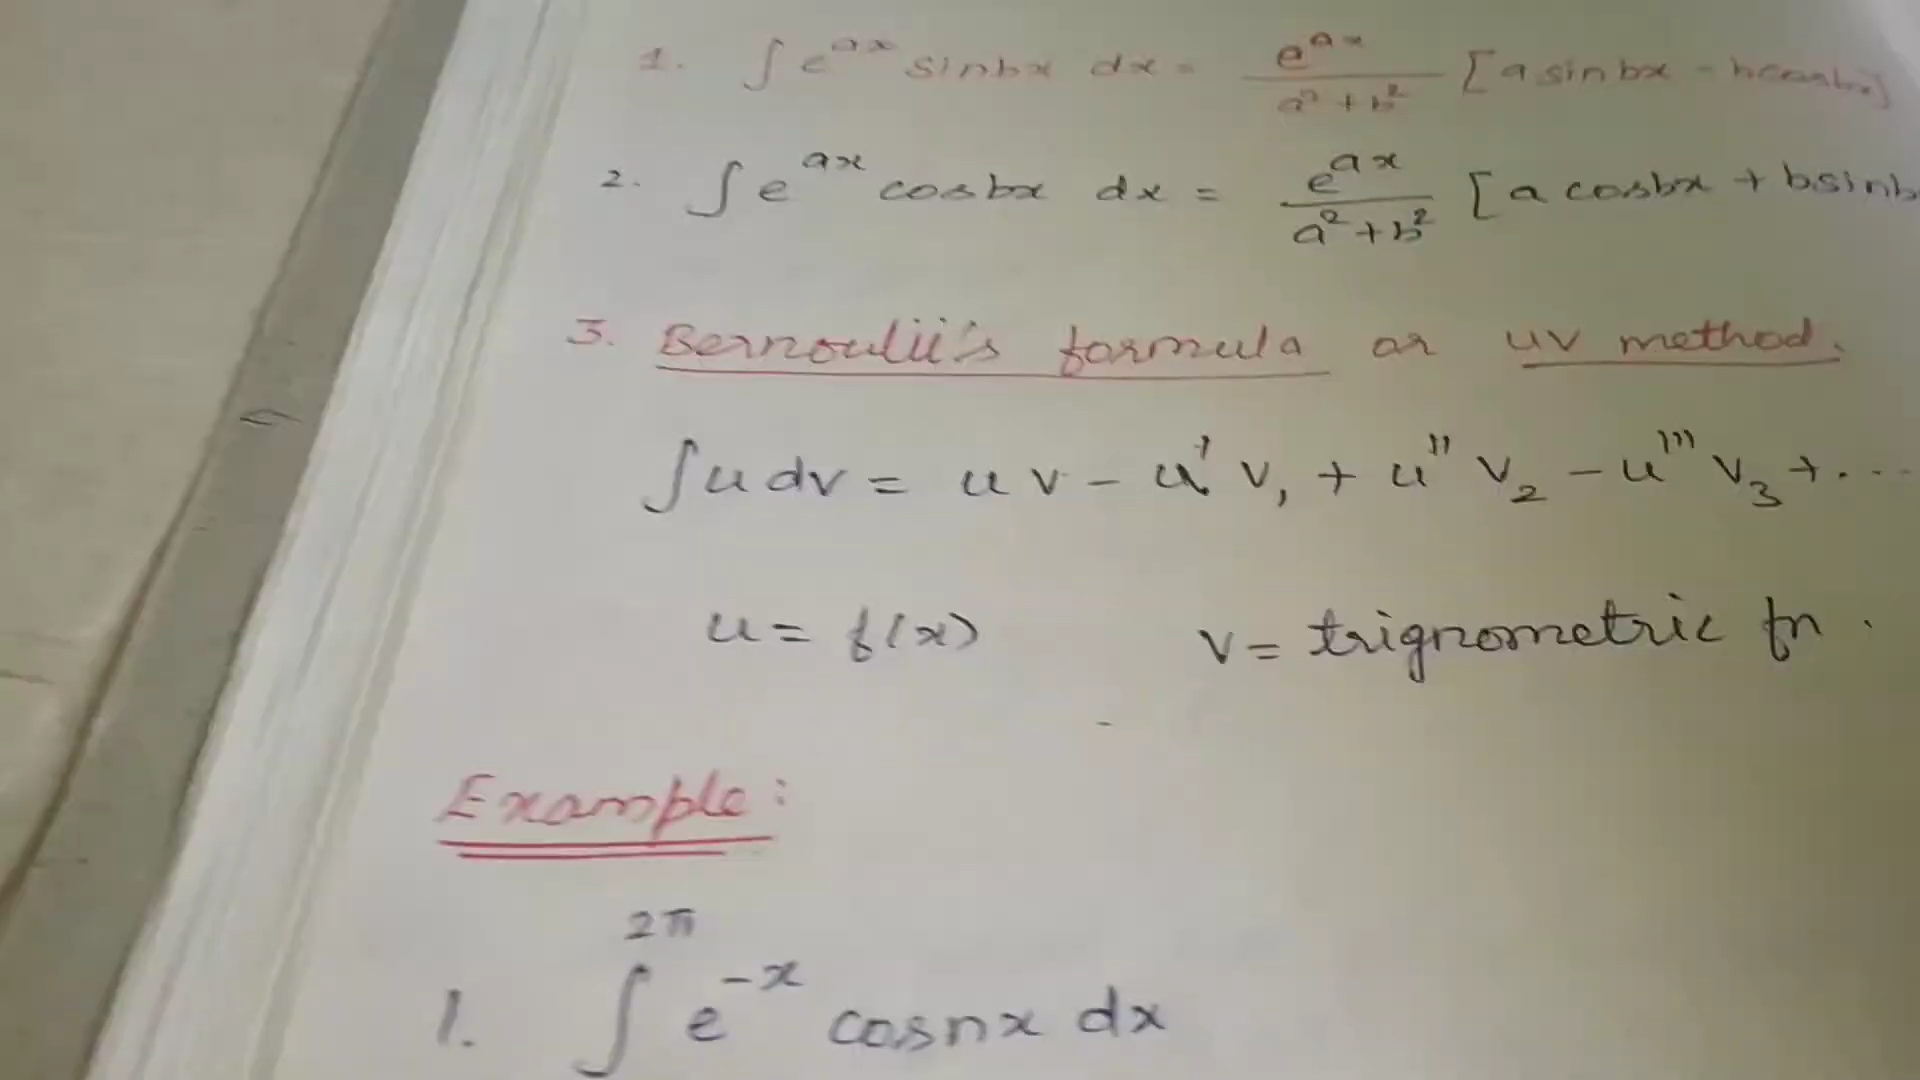 1. ∫ e^{ax} sinbx dx = e^{ax} / (a² + b²) [a sinbx - bcosbx]
2. ∫ e^{ax} cosbx dx = e^{ax} / (a² + b²) [a cosbx + bsinb
3. Bernoulii's formula or uv method.
∫ u dv = uv - u' v₁ + u'' v₂ - u''' v₃ + ....
u = f(x) v = trignometric fn.
Example:
1. ∫^{2π} e^{-x} cosnx dx